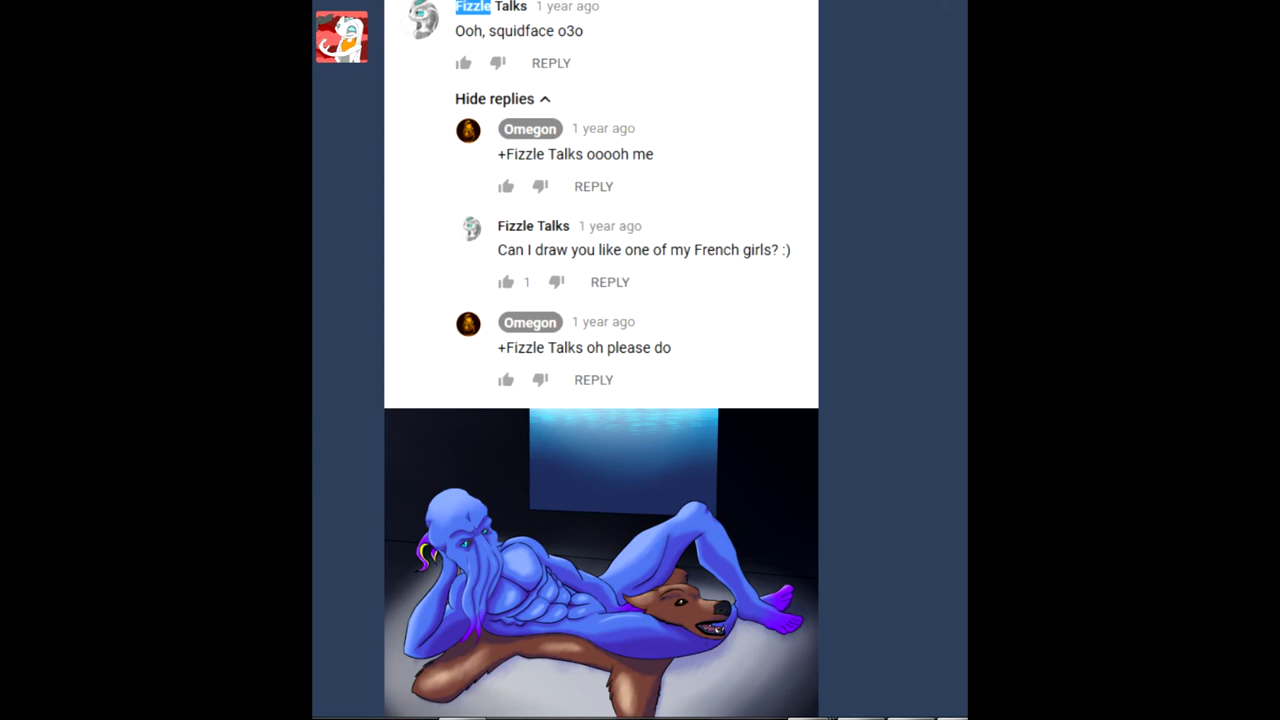 Fizzle Talks 1 year ago
Ooh, squidface o3o
REPLY
Hide replies
Omegon 1 year ago
+Fizzle Talks ooooh me
REPLY
Fizzle Talks 1 year ago
Can I draw you like one of my French girls? :)
1 REPLY
Omegon 1 year ago
+Fizzle Talks oh please do
REPLY